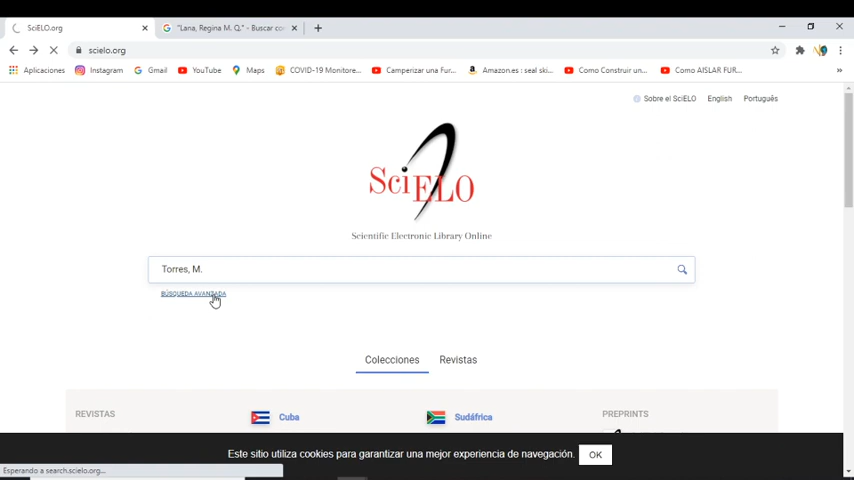 SciELO.org
"Lana, Regina M. Q." - Buscar co
scielo.org
Aplicaciones
Instagram
Gmail
YouTube
Maps
COVID-19 Monitore...
Camperizar una Fur...
Amazon.es : seal ski...
Como Construir un...
Como AISLAR FUR...
»
Sobre el SciELO
English
Português
SciELO
Scientific Electronic Library Online
Torres, M.
BÚSQUEDA AVANZADA
Colecciones
Revistas
REVISTAS
Cuba
Sudáfrica
PREPRINTS
Este sitio utiliza cookies para garantizar una mejor experiencia de navegación.
OK
Esperando a search.scielo.org...